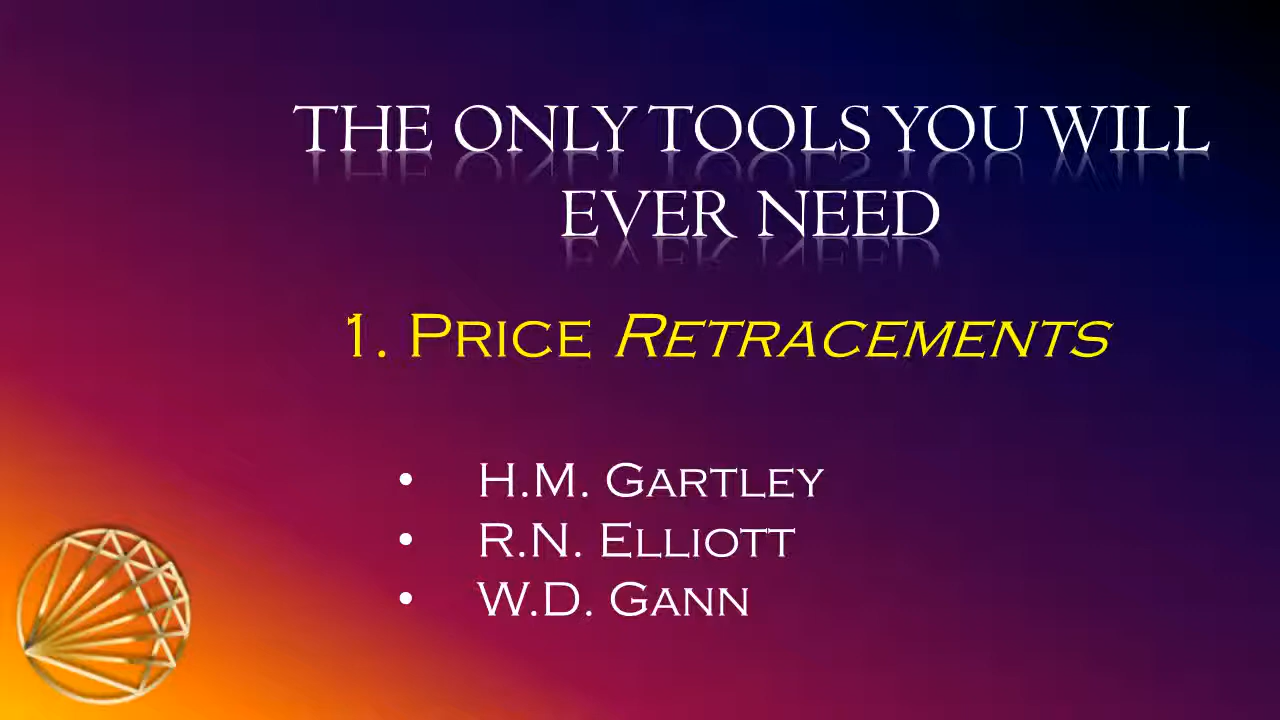 THE ONLY TOOLS YOU WILL
EVER NEED
1. PRICE RETRACEMENTS
• H.M. GARTLEY
• R.N. ELLIOTT
• W.D. GANN